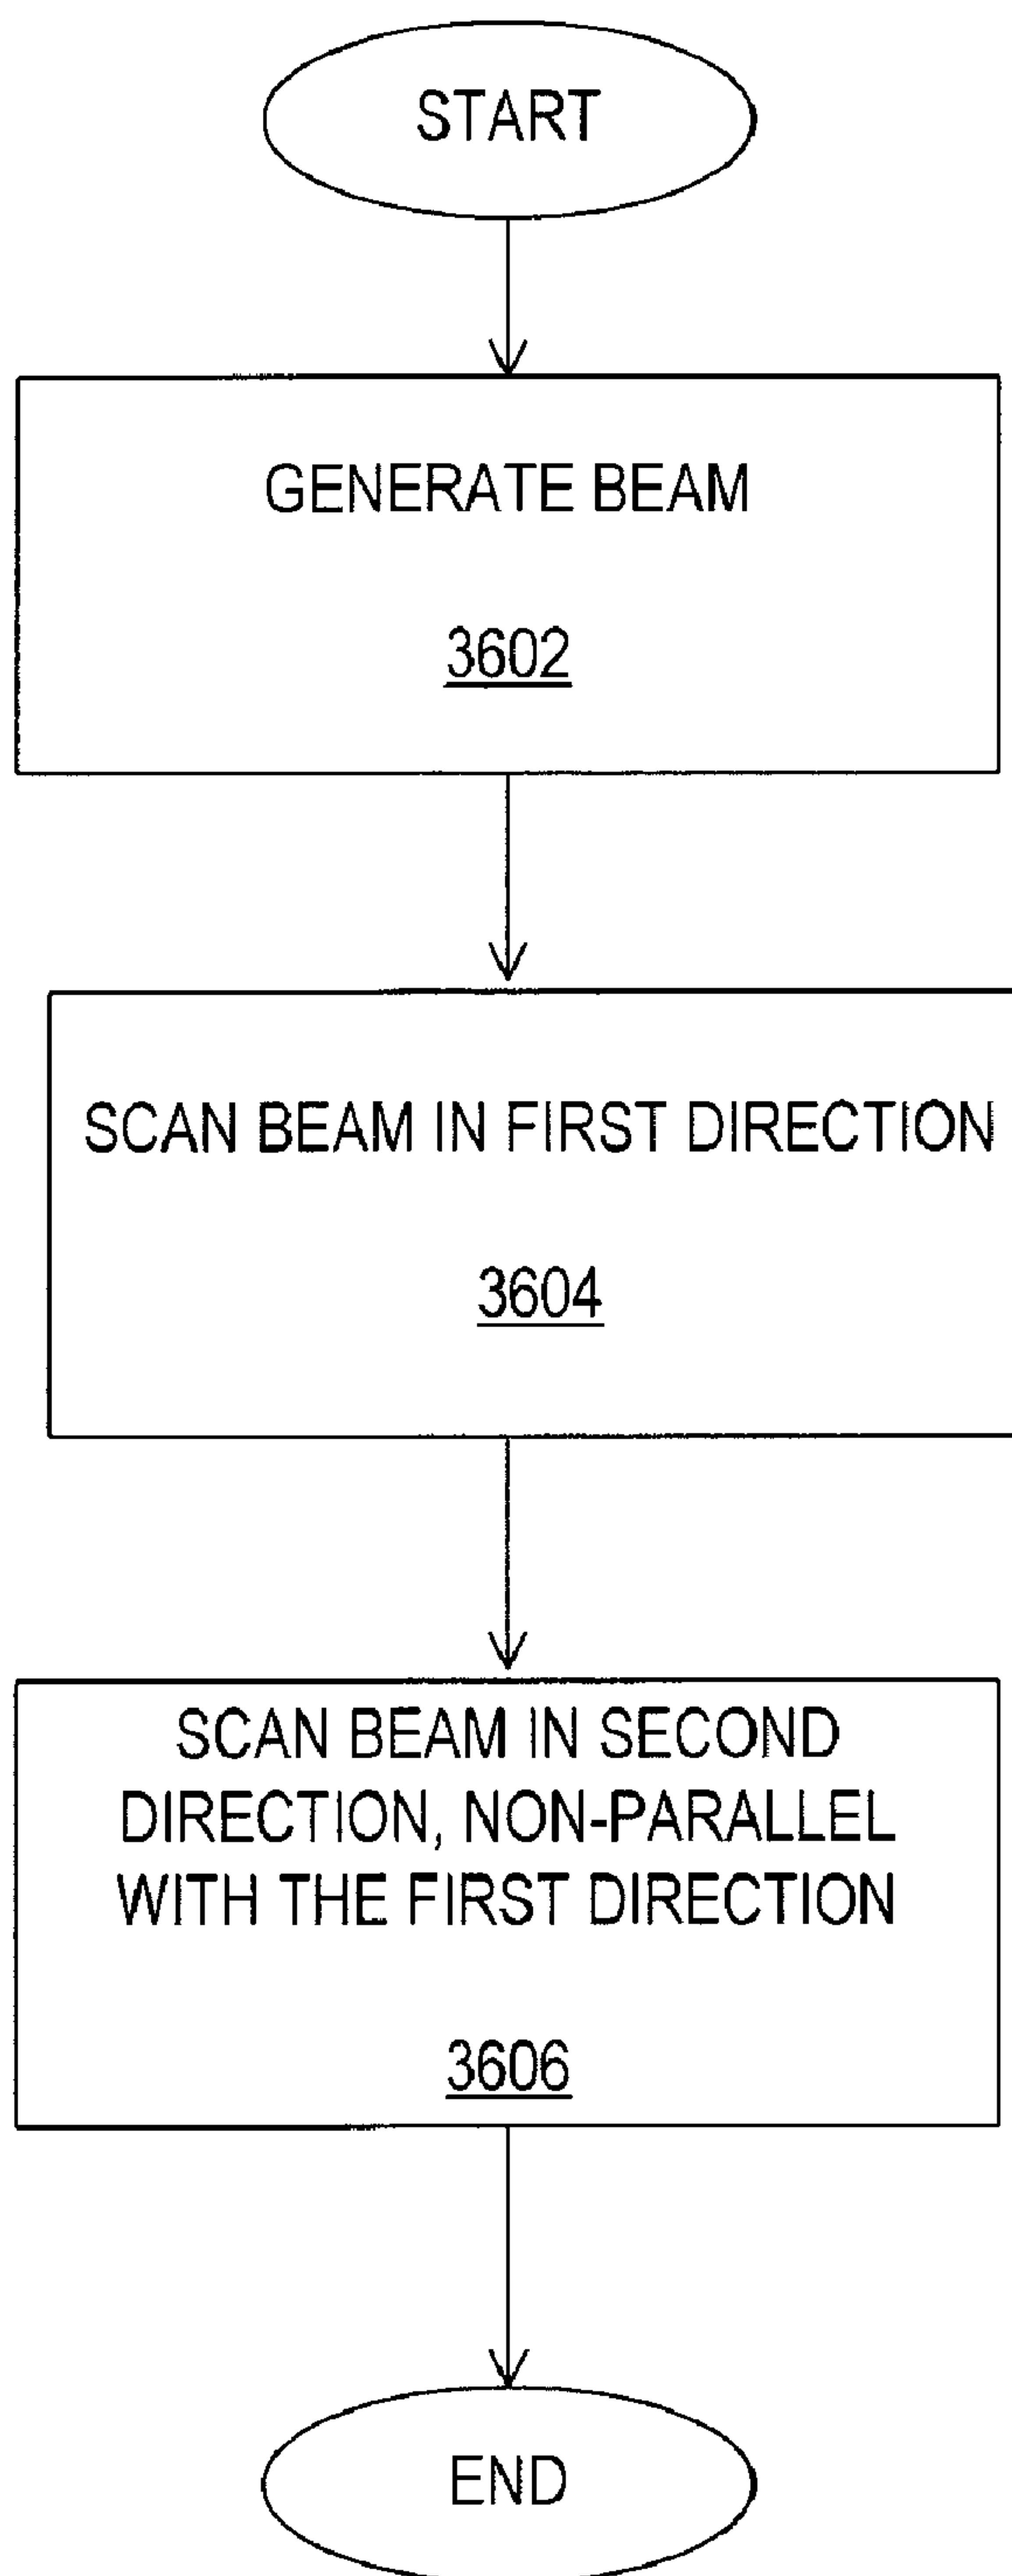 START
GENERATE BEAM
3602
SCAN BEAM IN FIRST DIRECTION
3604
SCAN BEAM IN SECOND
DIRECTION, NON-PARALLEL
WITH THE FIRST DIRECTION
3606
END